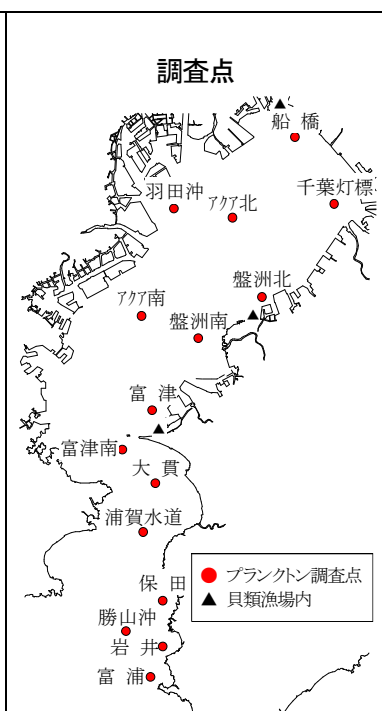 調査点
船 橋
千葉灯標
羽田沖
アクア北
盤洲北
アクア南
盤洲南
富 津
富津南
大 貫
浦賀水道
プランクトン調査点
貝類漁場内
保 田
勝山沖
岩 井
富 浦